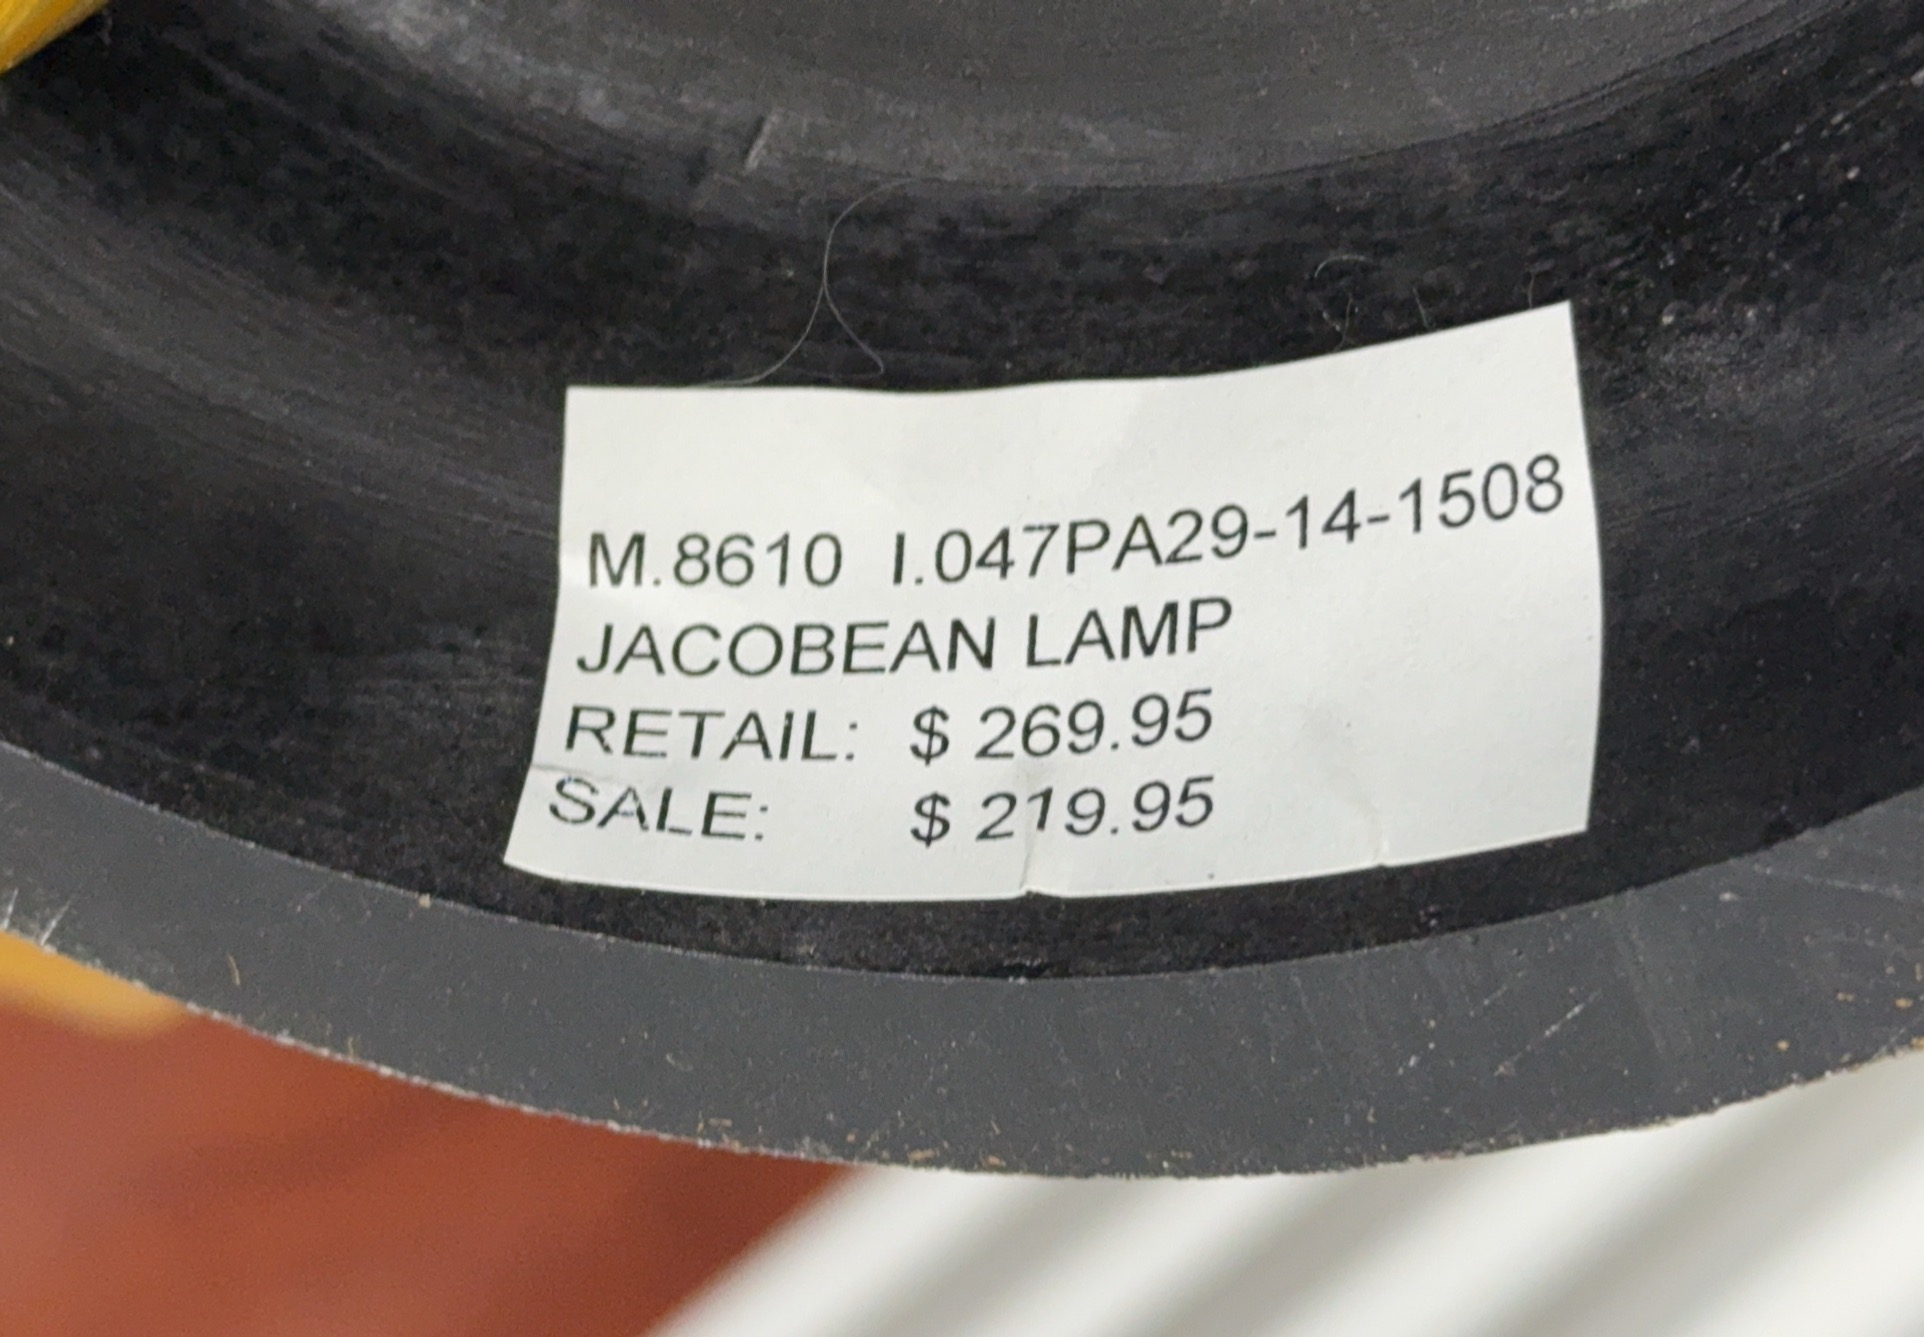 M.8610 I.047PA29-14-1508
JACOBEAN LAMP
RETAIL: $ 269.95
SALE: $ 219.95